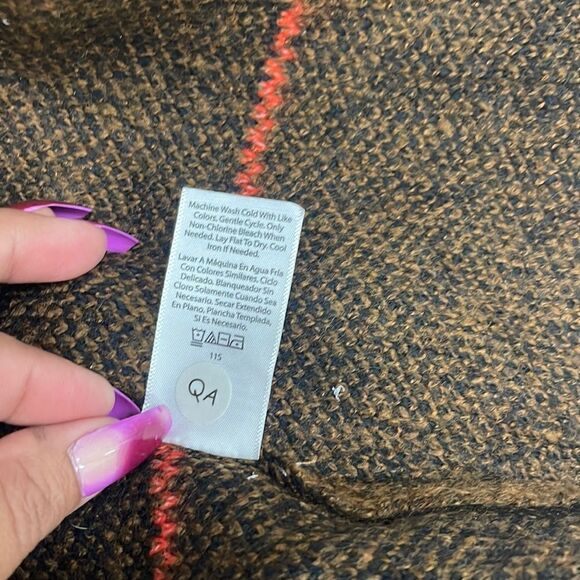 Machine Wash Cold With Like
Colors. Gentle Cycle. Only
Non-Chlorine Bleach When
Needed. Lay Flat To Dry. Cool
Iron If Needed.
Lavar A Máquina En Agua Fría
Con Colores Similares. Ciclo
Delicado. Blanqueador Sin
Cloro Solamente Cuando Sea
Necesario. Secar Extendido
En Plano. Plancha Templada,
Si Es Necesario.
115
QA